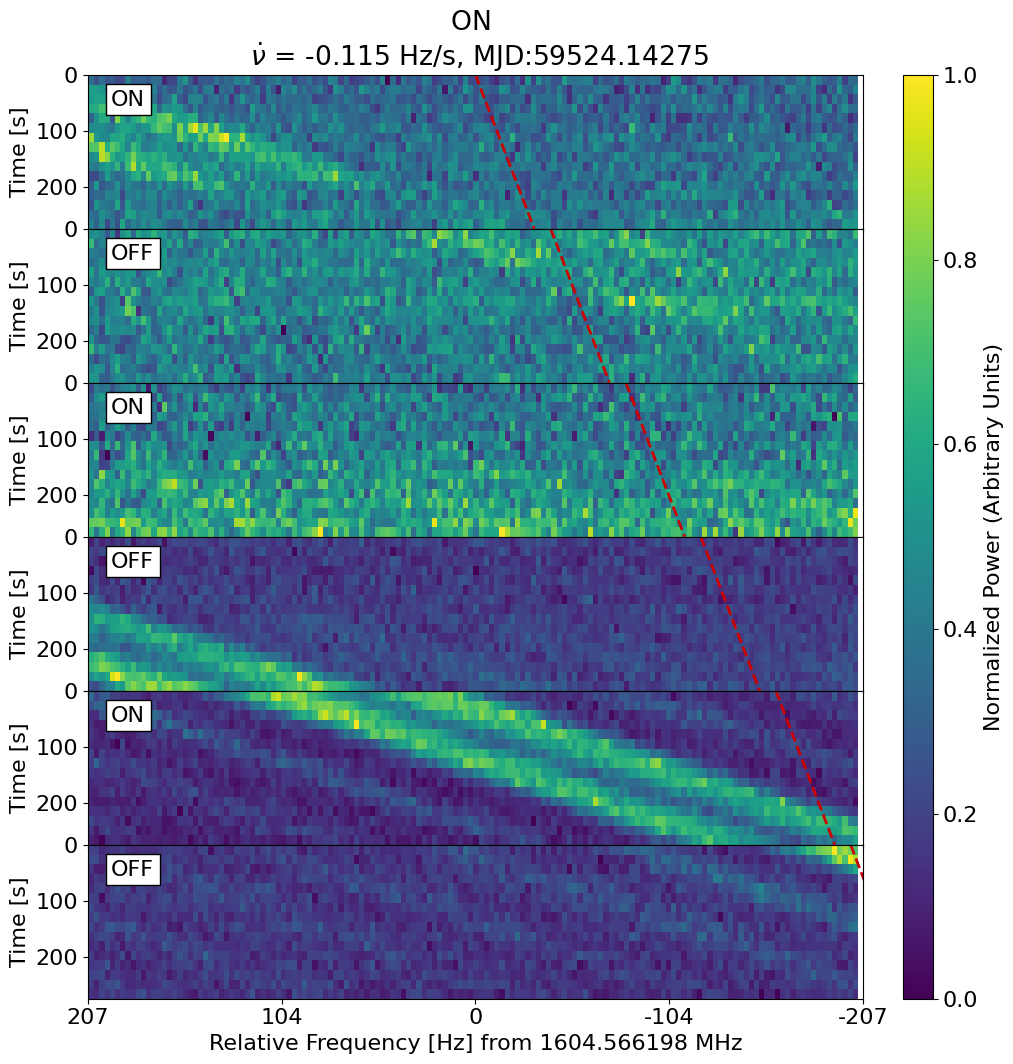 ON
ν̇ = -0.115 Hz/s, MJD:59524.14275
0
100
200
Time [s]
ON
0
100
200
Time [s]
OFF
0
100
200
Time [s]
ON
0
100
200
Time [s]
OFF
0
100
200
Time [s]
ON
0
100
200
Time [s]
OFF
207
104
0
-104
-207
Relative Frequency [Hz] from 1604.566198 MHz
1.0
0.8
0.6
0.4
0.2
0.0
Normalized Power (Arbitrary Units)